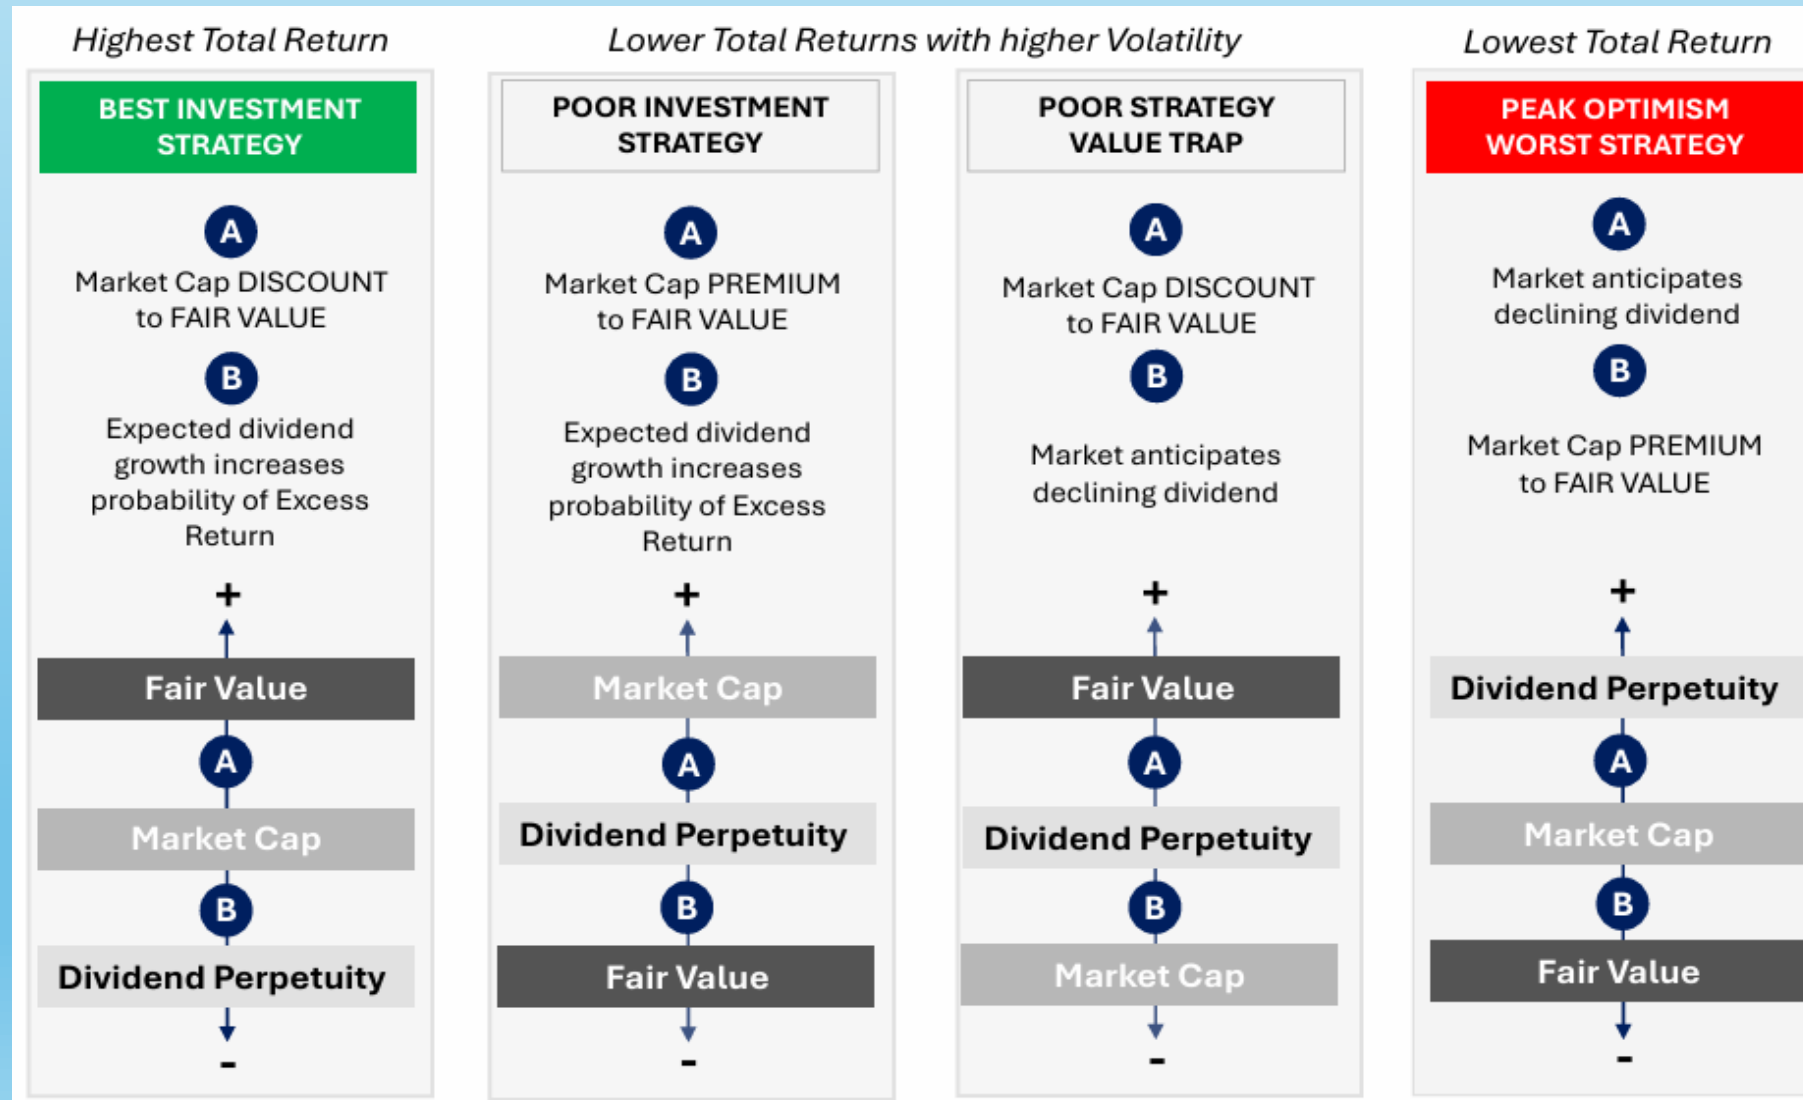 Highest Total Return
BEST INVESTMENT
STRATEGY
A
Market Cap DISCOUNT
to FAIR VALUE
B
Expected dividend
growth increases
probability of Excess
Return
+
Fair Value
A
Market Cap
B
Dividend Perpetuity
-
Lower Total Returns with higher Volatility
POOR INVESTMENT
STRATEGY
A
Market Cap PREMIUM
to FAIR VALUE
B
Expected dividend
growth increases
probability of Excess
Return
+
Market Cap
A
Dividend Perpetuity
B
Fair Value
-
POOR STRATEGY
VALUE TRAP
A
Market Cap DISCOUNT
to FAIR VALUE
B
Market anticipates
declining dividend
+
Fair Value
A
Dividend Perpetuity
B
Market Cap
-
Lowest Total Return
PEAK OPTIMISM
WORST STRATEGY
A
Market anticipates
declining dividend
B
Market Cap PREMIUM
to FAIR VALUE
+
Dividend Perpetuity
A
Market Cap
B
Fair Value
-